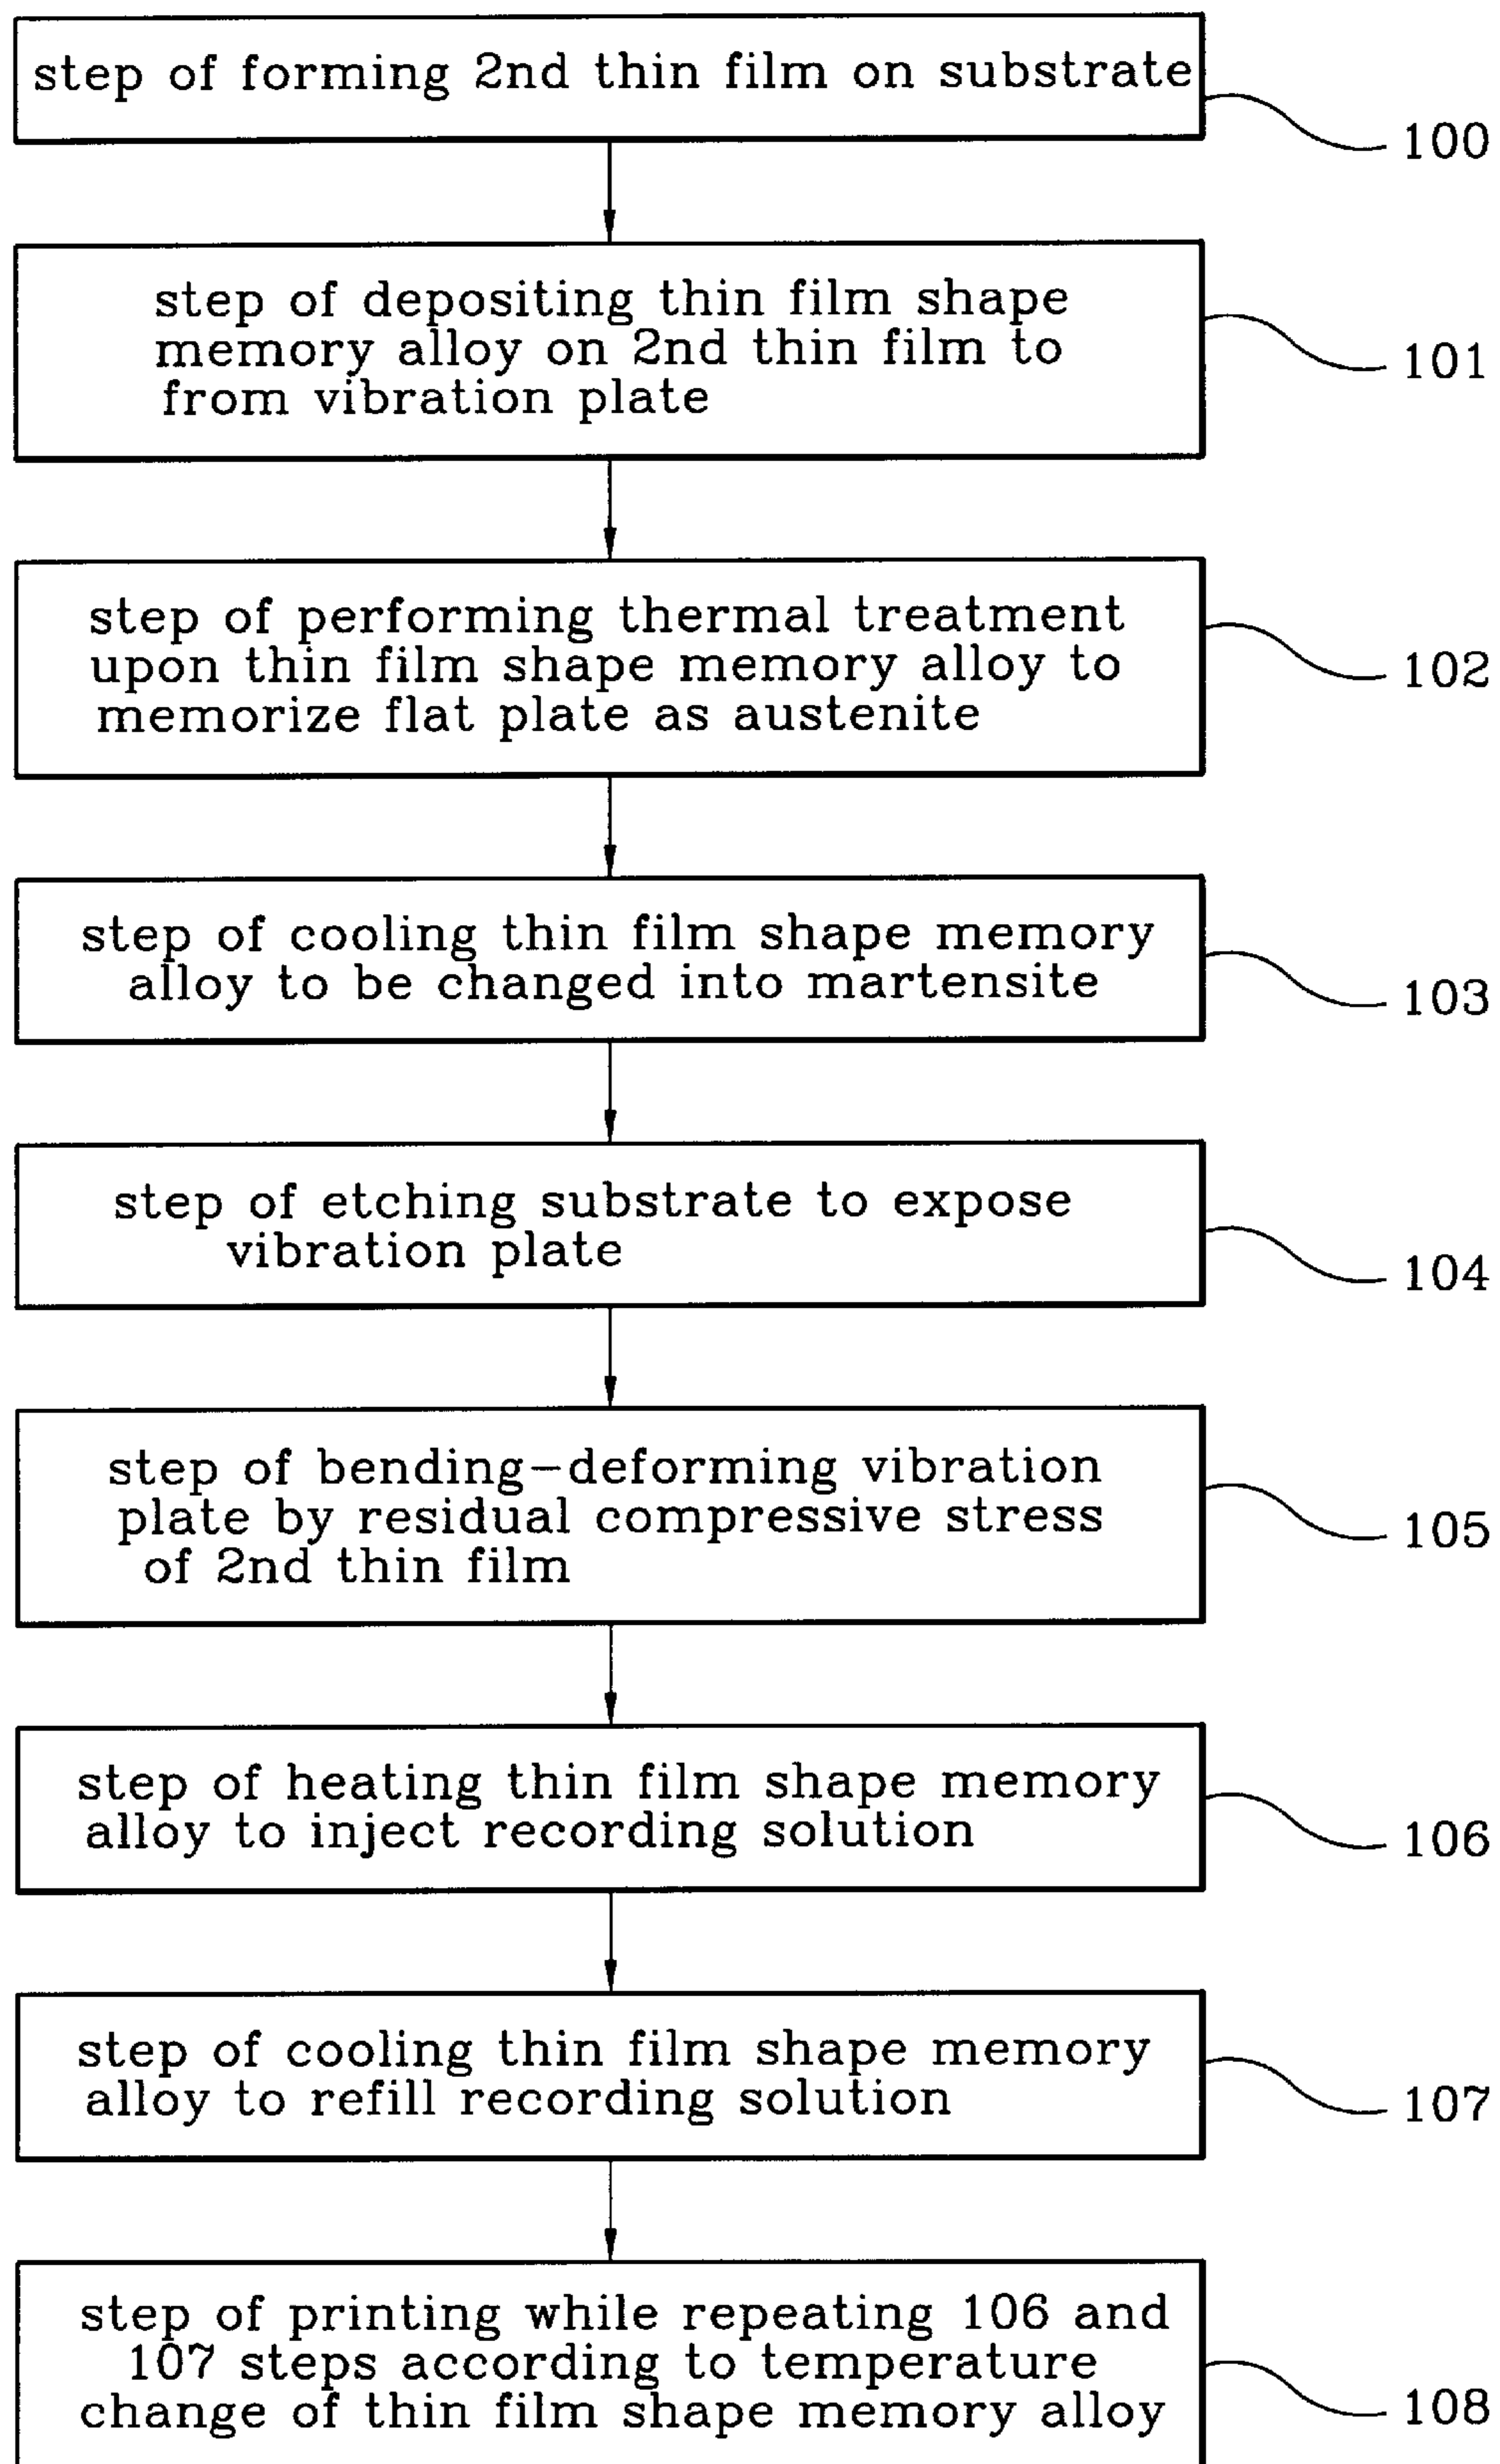 step of forming 2nd thin film on substrate
100
step of depositing thin film shape
memory alloy on 2nd thin film to
from vibration plate
101
step of performing thermal treatment
upon thin film shape memory alloy to
memorize flat plate as austenite
102
step of cooling thin film shape memory
alloy to be changed into martensite
103
step of etching substrate to expose
vibration plate
104
step of bending-deforming vibration
plate by residual compressive stress
of 2nd thin film
105
step of heating thin film shape memory
alloy to inject recording solution
106
step of cooling thin film shape memory
alloy to refill recording solution
107
step of printing while repeating 106 and
107 steps according to temperature
change of thin film shape memory alloy
108